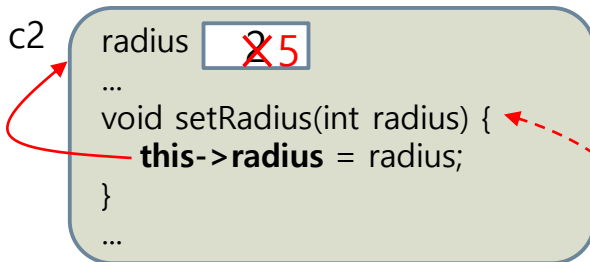 c2
radius 2 5
...
void setRadius(int radius) {
this->radius = radius;
}
...